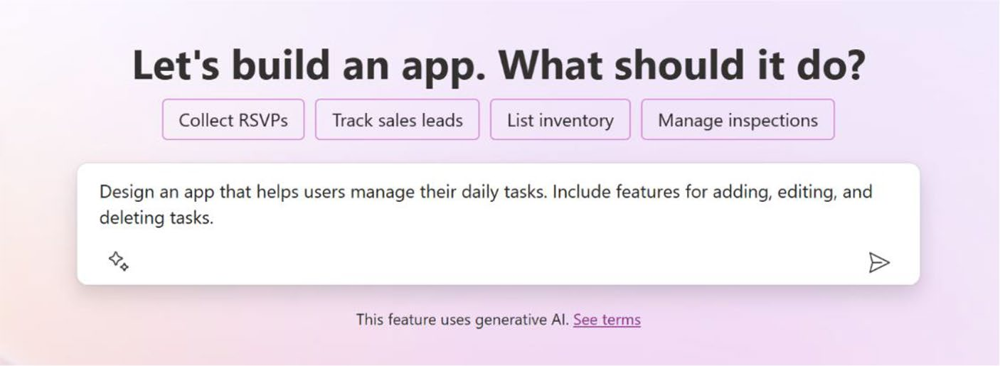 Let's build an app. What should it do?
Collect RSVPs
Track sales leads
List inventory
Manage inspections
Design an app that helps users manage their daily tasks. Include features for adding, editing, and
deleting tasks.
This feature uses generative AI. See terms